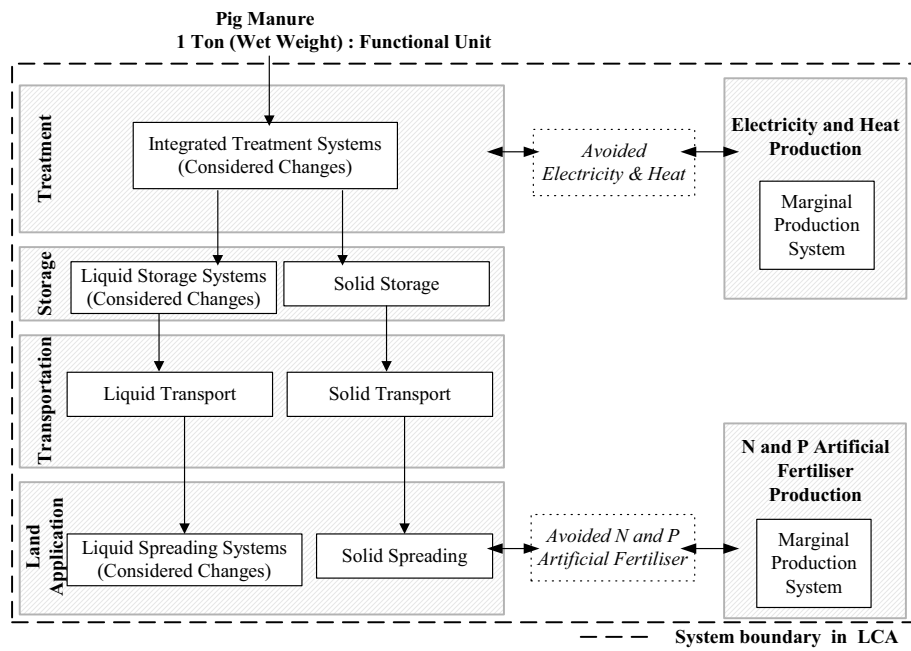 Pig Manure
1 Ton (Wet Weight) : Functional Unit
Treatment
Integrated Treatment Systems
(Considered Changes)
Avoided
Electricity & Heat
Electricity and Heat
Production
Marginal
Production
System
Storage
Liquid Storage Systems
(Considered Changes)
Solid Storage
Transportation
Liquid Transport
Solid Transport
Land
Application
Liquid Spreading Systems
(Considered Changes)
Solid Spreading
Avoided N and P
Artificial Fertiliser
N and P Artificial
Fertiliser
Production
Marginal
Production
System
System boundary in LCA